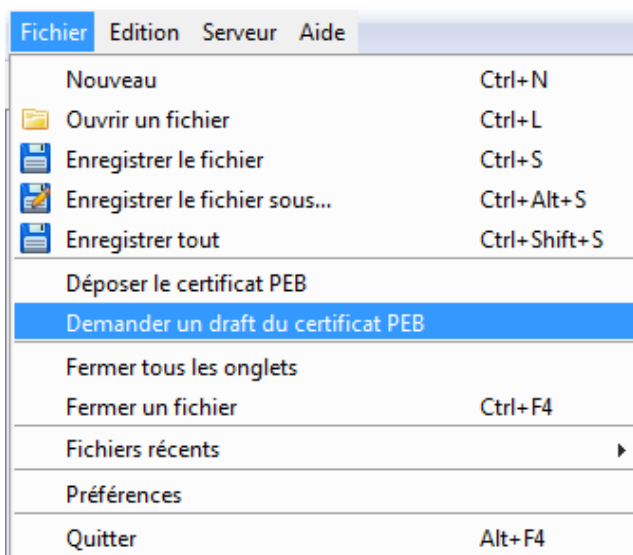 Fichier Edition Serveur Aide
Nouveau Ctrl+N
Ouvrir un fichier Ctrl+L
Enregistrer le fichier Ctrl+S
Enregistrer le fichier sous... Ctrl+Alt+S
Enregistrer tout Ctrl+Shift+S
Déposer le certificat PEB
Demander un draft du certificat PEB
Fermer tous les onglets
Fermer un fichier Ctrl+F4
Fichiers récents
Préférences
Quitter Alt+F4